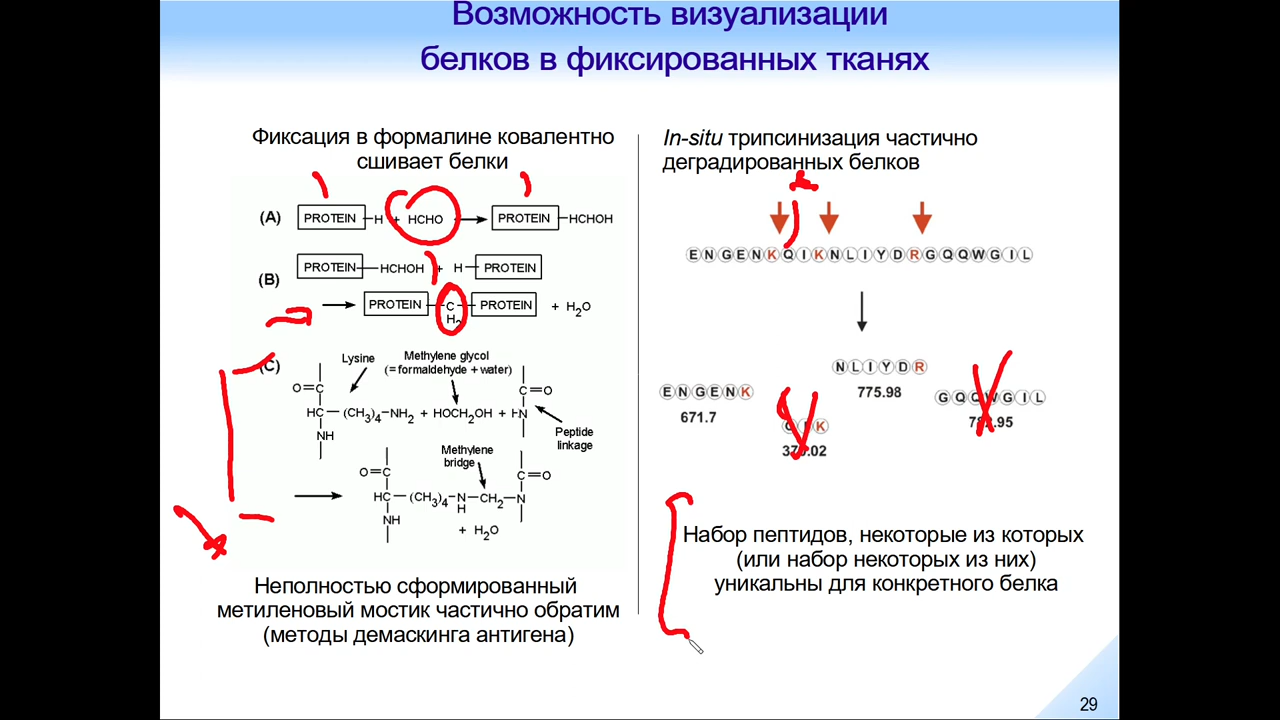 Возможность визуализации
белков в фиксированных тканях
Фиксация в формалине ковалентно
сшивает белки
(A) PROTEIN—H + HCHO → PROTEIN—HCHOH
(B) PROTEIN—HCHOH + H—PROTEIN
→ PROTEIN—C—PROTEIN + H₂O
H₂
(C) Lysine Methylene glycol
(= formaldehyde + water)
O=C C=O
HC—(CH₃)₄—NH₂ + HOCH₂OH + HN
NH Peptide
linkage
Methylene
bridge
O=C C=O
HC—(CH₃)₄—N—CH₂—N
H
NH
+ H₂O
Неполностью сформированный
метиленовый мостик частично обратим
(методы демаскинга антигена)
In-situ трипсинизация частично
деградированных белков
ENGENKQIKNLIYDRGQQWGIL
NLIYDR
775.98
ENGENK
671.7
K
.02
GQQWGIL
.95
Набор пептидов, некоторые из которых
(или набор некоторых из них)
уникальны для конкретного белка
29